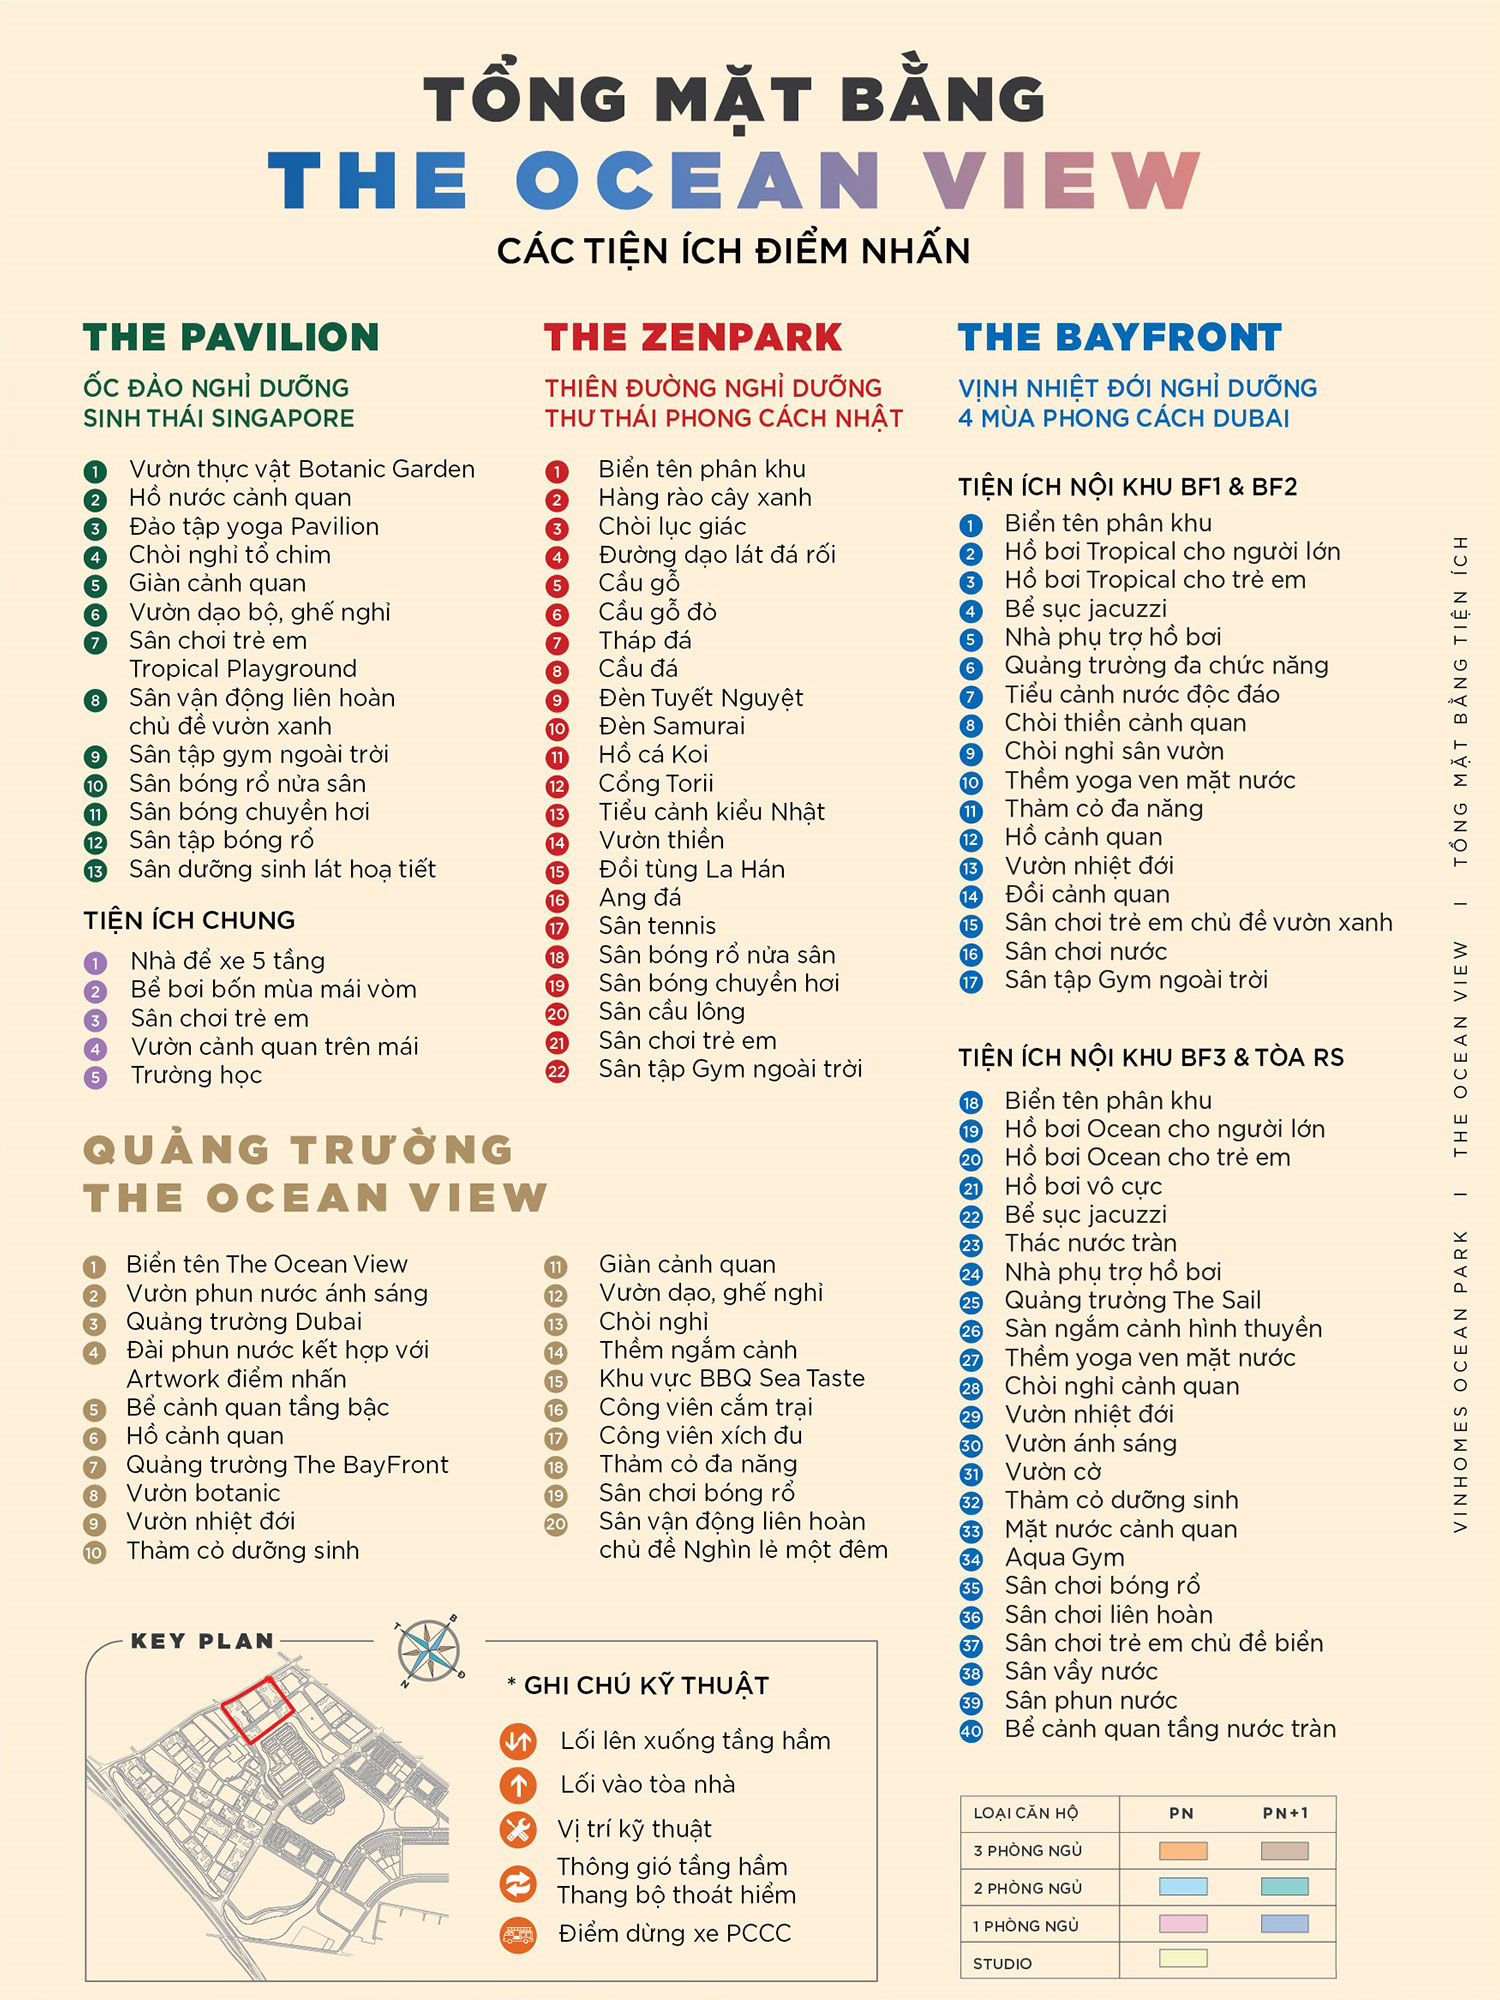 TỔNG MẶT BẰNG
THE OCEAN VIEW
CÁC TIỆN ÍCH ĐIỂM NHẤN
THE PAVILION
ỐC ĐẢO NGHỈ DƯỠNG
SINH THÁI SINGAPORE
1 Vườn thực vật Botanic Garden
2 Hồ nước cảnh quan
3 Đảo tập yoga Pavilion
4 Chòi nghỉ tổ chim
5 Giàn cảnh quan
6 Vườn dạo bộ, ghế nghỉ
7 Sân chơi trẻ em
Tropical Playground
8 Sân vận động liên hoàn
chủ đề vườn xanh
9 Sân tập gym ngoài trời
10 Sân bóng rổ nửa sân
11 Sân bóng chuyền hơi
12 Sân tập bóng rổ
13 Sân dưỡng sinh lát hoạ tiết
TIỆN ÍCH CHUNG
1 Nhà để xe 5 tầng
2 Bể bơi bốn mùa mái vòm
3 Sân chơi trẻ em
4 Vườn cảnh quan trên mái
5 Trường học
THE ZENPARK
THIÊN ĐƯỜNG NGHỈ DƯỠNG
THƯ THÁI PHONG CÁCH NHẬT
1 Biển tên phân khu
2 Hàng rào cây xanh
3 Chòi lục giác
4 Đường dạo lát đá rối
5 Cầu gỗ
6 Cầu gỗ đỏ
7 Tháp đá
8 Cầu đá
9 Đèn Tuyết Nguyệt
10 Đèn Samurai
11 Hồ cá Koi
12 Cổng Torii
13 Tiểu cảnh kiểu Nhật
14 Vườn thiền
15 Đồi tùng La Hán
16 Ang đá
17 Sân tennis
18 Sân bóng rổ nửa sân
19 Sân bóng chuyền hơi
20 Sân cầu lông
21 Sân chơi trẻ em
22 Sân tập Gym ngoài trời
THE BAYFRONT
VỊNH NHIỆT ĐỚI NGHỈ DƯỠNG
4 MÙA PHONG CÁCH DUBAI
TIỆN ÍCH NỘI KHU BF1 & BF2
1 Biển tên phân khu
2 Hồ bơi Tropical cho người lớn
3 Hồ bơi Tropical cho trẻ em
4 Bể sục jacuzzi
5 Nhà phụ trợ hồ bơi
6 Quảng trường đa chức năng
7 Tiểu cảnh nước độc đáo
8 Chòi thiền cảnh quan
9 Chòi nghỉ sân vườn
10 Thềm yoga ven mặt nước
11 Thảm cỏ đa năng
12 Hồ cảnh quan
13 Vườn nhiệt đới
14 Đồi cảnh quan
15 Sân chơi trẻ em chủ đề vườn xanh
16 Sân chơi nước
17 Sân tập Gym ngoài trời
TIỆN ÍCH NỘI KHU BF3 & TÒA RS
18 Biển tên phân khu
19 Hồ bơi Ocean cho người lớn
20 Hồ bơi Ocean cho trẻ em
21 Hồ bơi vô cực
22 Bể sục jacuzzi
23 Thác nước tràn
24 Nhà phụ trợ hồ bơi
25 Quảng trường The Sail
26 Sàn ngắm cảnh hình thuyền
27 Thềm yoga ven mặt nước
28 Chòi nghỉ cảnh quan
29 Vườn nhiệt đới
30 Vườn ánh sáng
31 Vườn cờ
32 Thảm cỏ dưỡng sinh
33 Mặt nước cảnh quan
34 Aqua Gym
35 Sân chơi bóng rổ
36 Sân chơi liên hoàn
37 Sân chơi trẻ em chủ đề biển
38 Sân vầy nước
39 Sân phun nước
40 Bể cảnh quan tầng nước tràn
QUẢNG TRƯỜNG
THE OCEAN VIEW
1 Biển tên The Ocean View
2 Vườn phun nước ánh sáng
3 Quảng trường Dubai
4 Đài phun nước kết hợp với
Artwork điểm nhấn
5 Bể cảnh quan tầng bậc
6 Hồ cảnh quan
7 Quảng trường The BayFront
8 Vườn botanic
9 Vườn nhiệt đới
10 Thảm cỏ dưỡng sinh
11 Giàn cảnh quan
12 Vườn dạo, ghế nghỉ
13 Chòi nghỉ
14 Thềm ngắm cảnh
15 Khu vực BBQ Sea Taste
16 Công viên cắm trại
17 Công viên xích đu
18 Thảm cỏ đa năng
19 Sân chơi bóng rổ
20 Sân vận động liên hoàn
chủ đề Nghìn lẻ một đêm
KEY PLAN
T B N Đ
* GHI CHÚ KỸ THUẬT
Lối lên xuống tầng hầm
Lối vào tòa nhà
Vị trí kỹ thuật
Thông gió tầng hầm
Thang bộ thoát hiểm
Điểm dừng xe PCCC
LOẠI CĂN HỘ PN PN+1
3 PHÒNG NGỦ
2 PHÒNG NGỦ
1 PHÒNG NGỦ
STUDIO
VINHOMES OCEAN PARK I THE OCEAN VIEW I TỔNG MẶT BẰNG TIỆN ÍCH